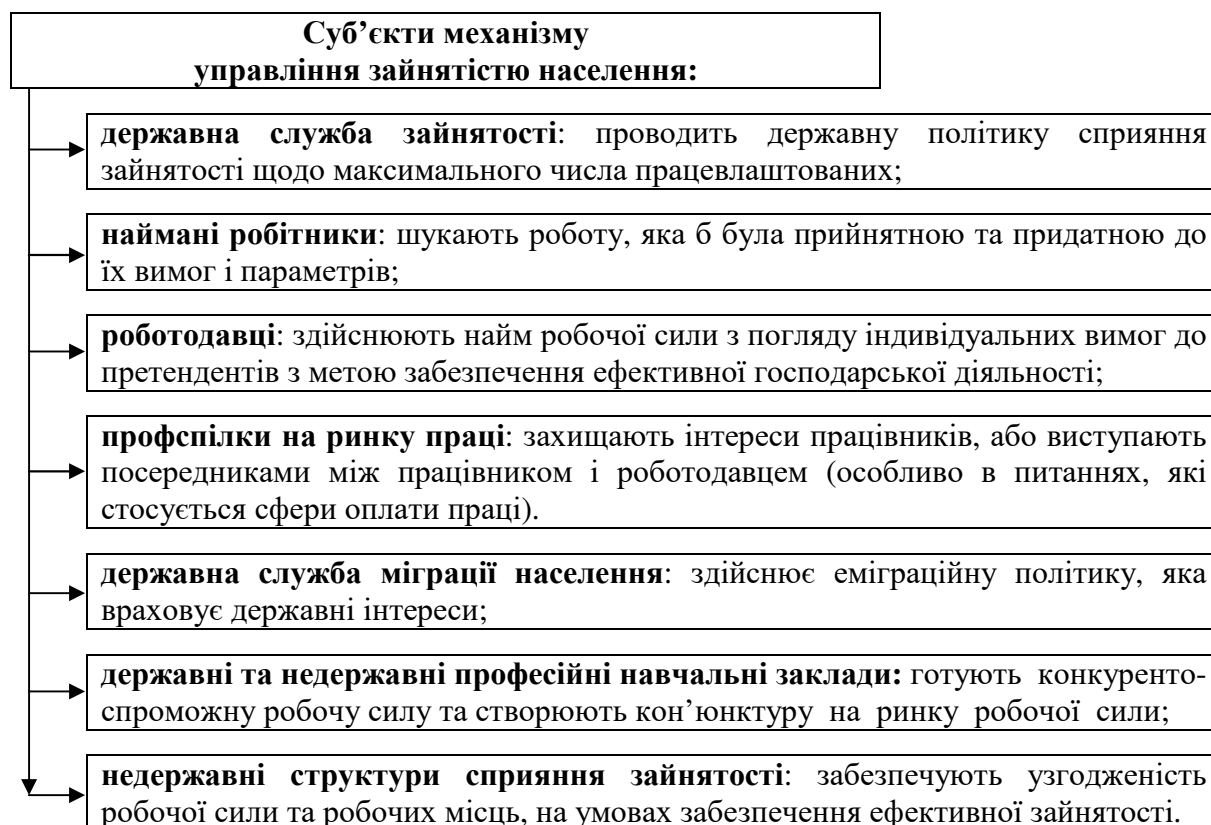 Суб’єкти механізму
управління зайнятістю населення:
державна служба зайнятості: проводить державну політику сприяння
зайнятості щодо максимального числа працевлаштованих;
наймані робітники: шукають роботу, яка б була прийнятною та придатною до
їх вимог і параметрів;
роботодавці: здійснюють найм робочої сили з погляду індивідуальних вимог до
претендентів з метою забезпечення ефективної господарської діяльності;
профспілки на ринку праці: захищають інтереси працівників, або виступають
посередниками між працівником і роботодавцем (особливо в питаннях, які
стосується сфери оплати праці).
державна служба міграції населення: здійснює еміграційну політику, яка
враховує державні інтереси;
державні та недержавні професійні навчальні заклади: готують конкуренто-
спроможну робочу силу та створюють кон’юнктуру на ринку робочої сили;
недержавні структури сприяння зайнятості: забезпечують узгодженість
робочої сили та робочих місць, на умовах забезпечення ефективної зайнятості.